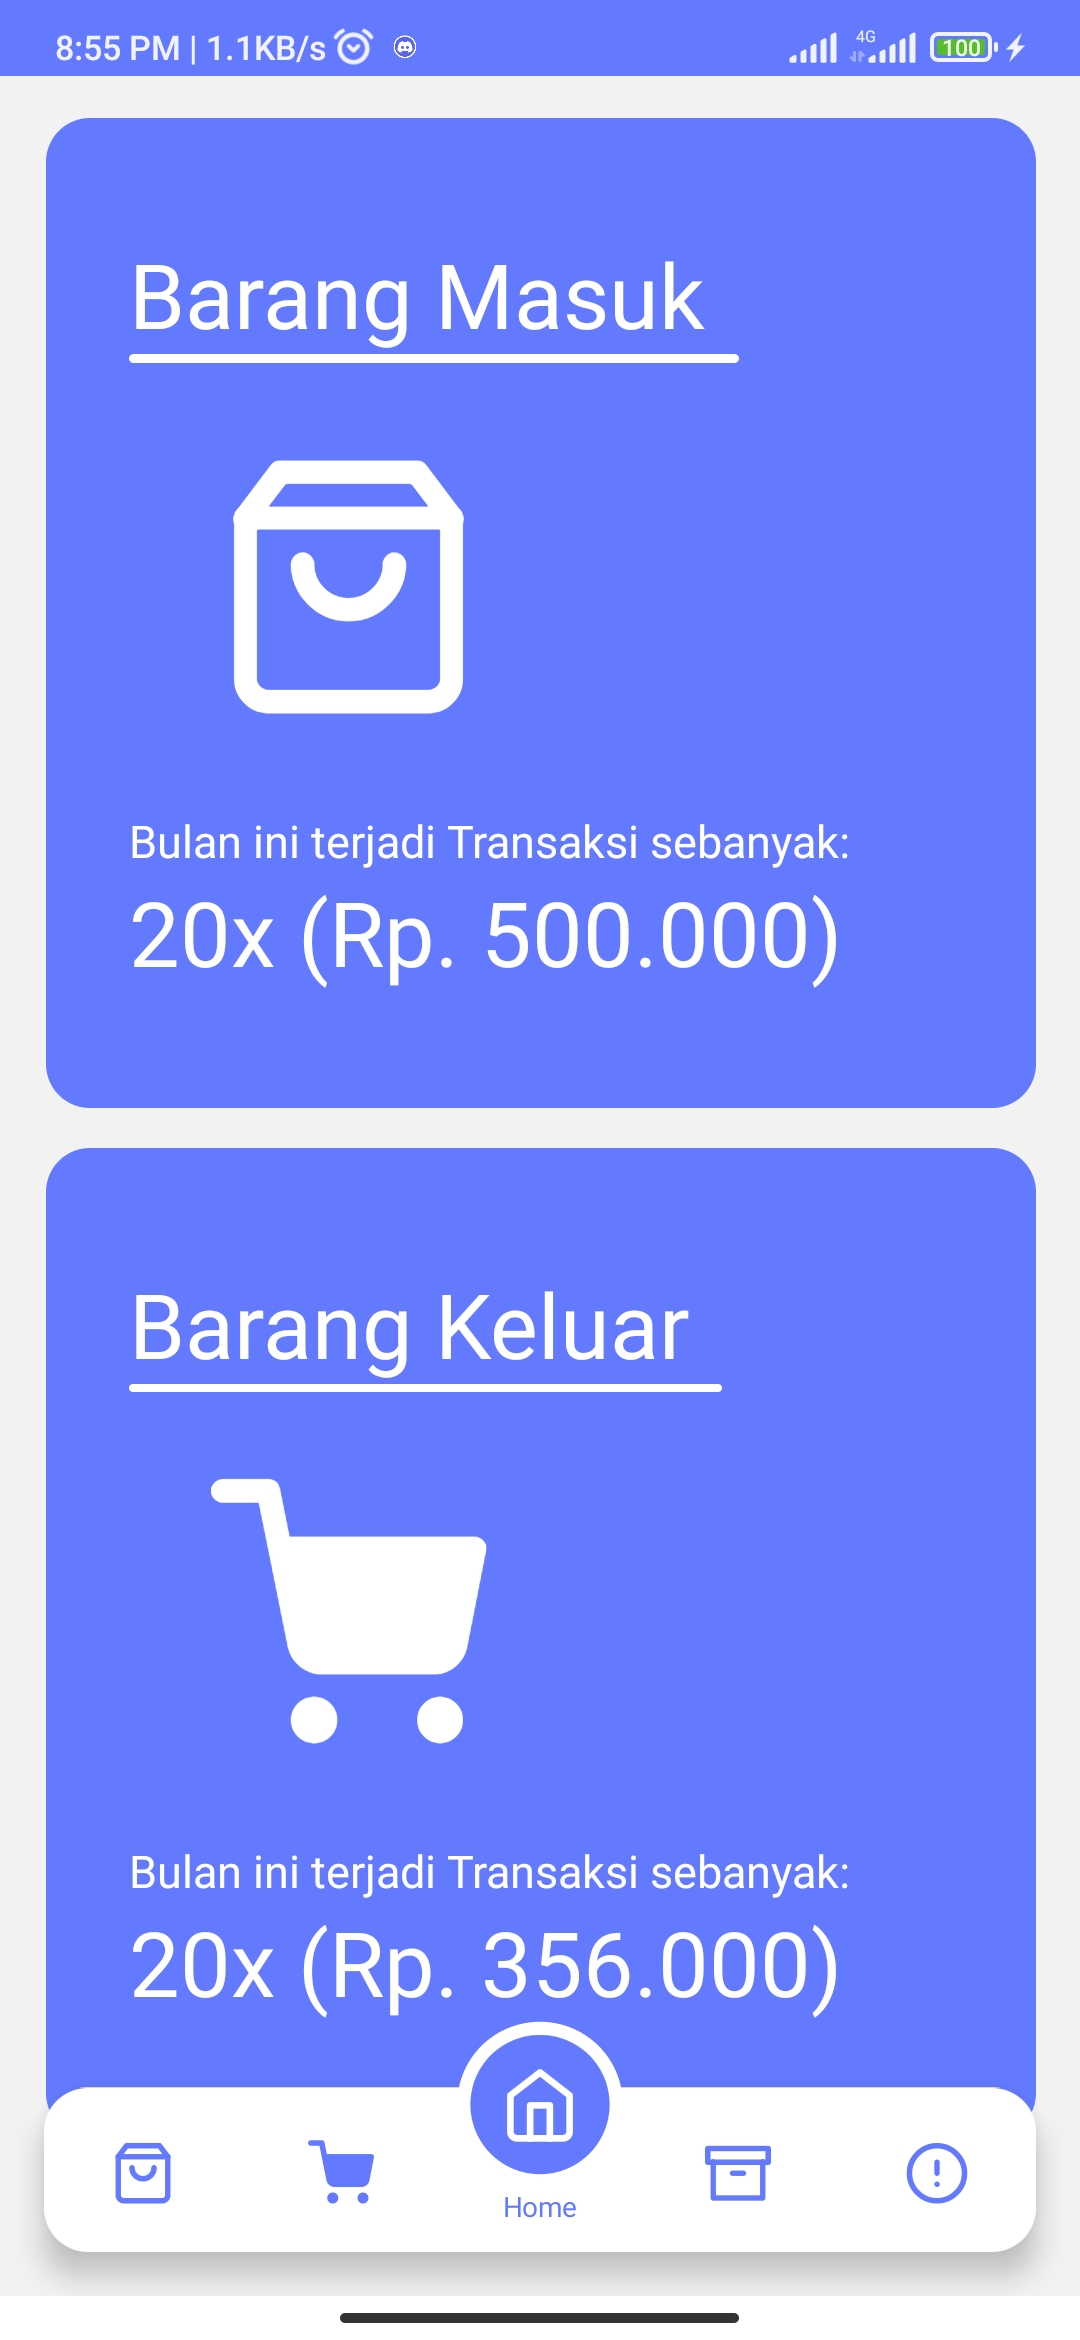 8:55 PM | 1.1KB/s 4G 100
Barang Masuk
Bulan ini terjadi Transaksi sebanyak:
20x (Rp. 500.000)
Barang Keluar
Bulan ini terjadi Transaksi sebanyak:
20x (Rp. 356.000)
Home